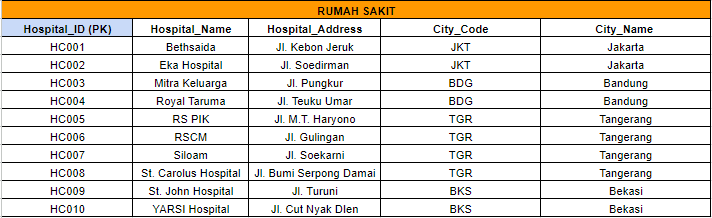 RUMAH SAKIT
Hospital_ID (PK) Hospital_Name Hospital_Address City_Code City_Name
HC001 Bethsaida Jl. Kebon Jeruk JKT Jakarta
HC002 Eka Hospital Jl. Soedirman JKT Jakarta
HC003 Mitra Keluarga Jl. Pungkur BDG Bandung
HC004 Royal Taruma Jl. Teuku Umar BDG Bandung
HC005 RS PIK Jl. M.T. Haryono TGR Tangerang
HC006 RSCM Jl. Gulingan TGR Tangerang
HC007 Siloam Jl. Soekarni TGR Tangerang
HC008 St. Carolus Hospital Jl. Bumi Serpong Damai TGR Tangerang
HC009 St. John Hospital Jl. Turuni BKS Bekasi
HC010 YARSI Hospital Jl. Cut Nyak DIen BKS Bekasi